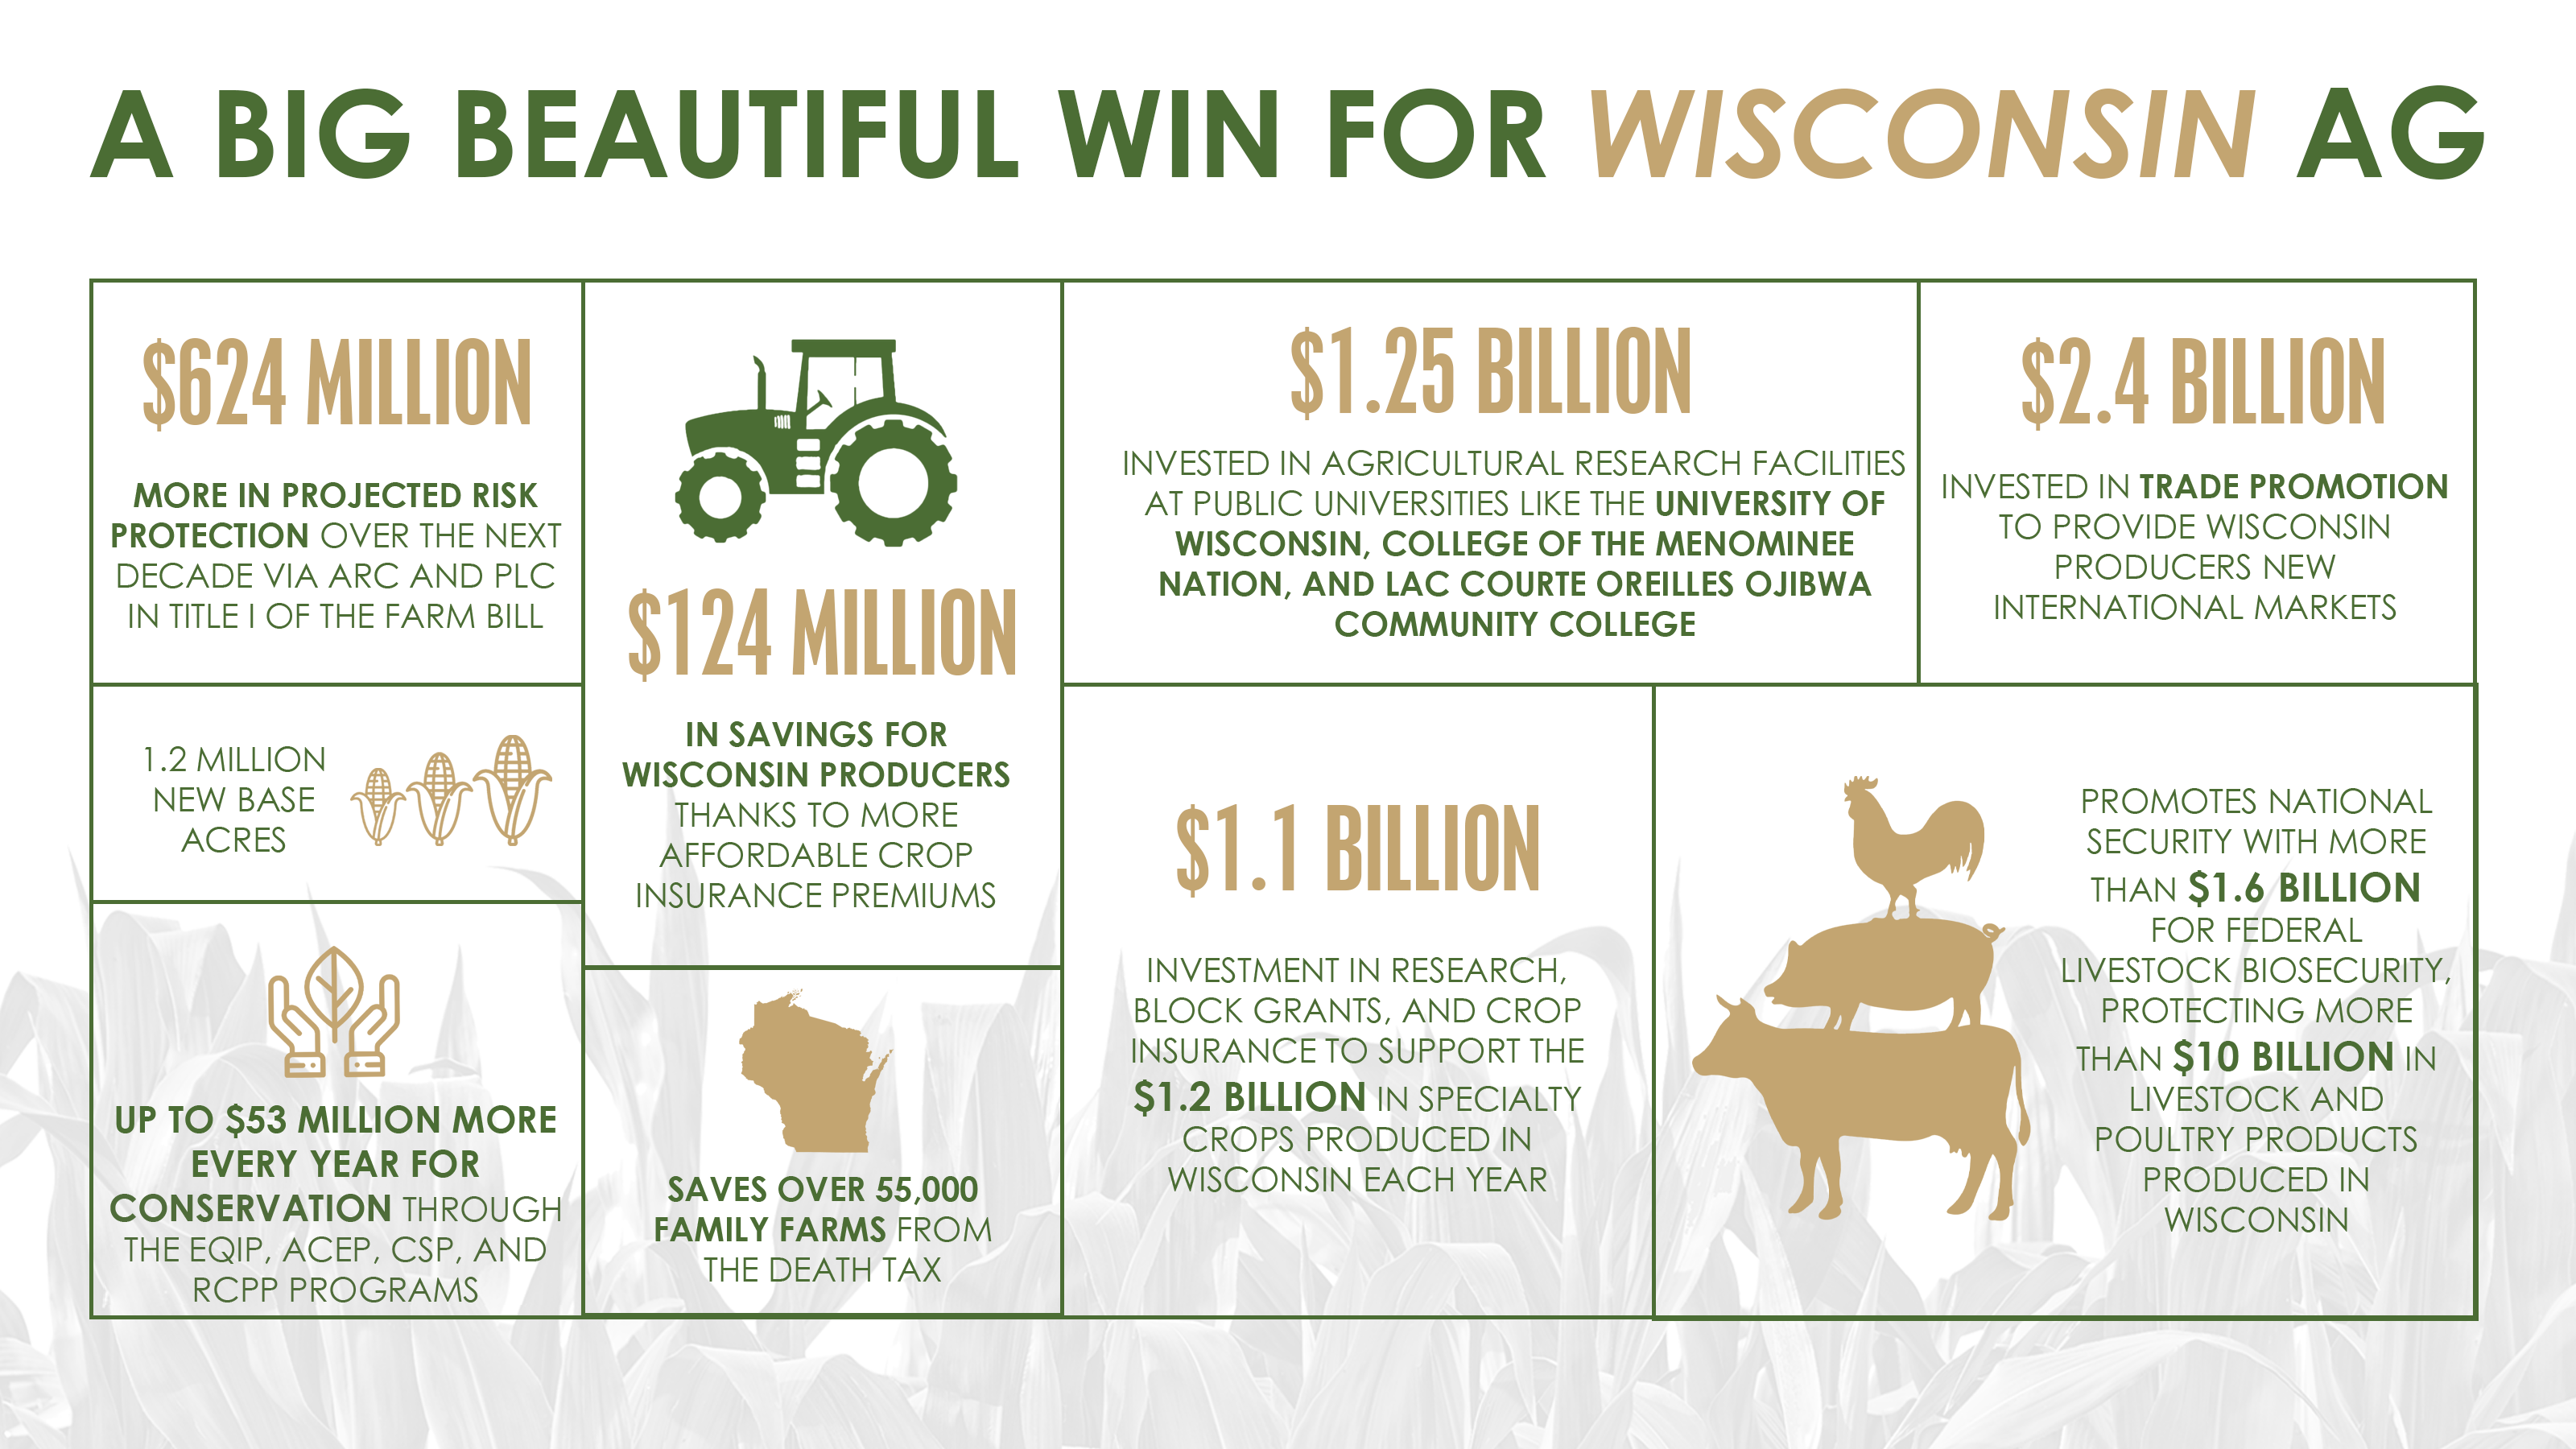 A BIG BEAUTIFUL WIN FOR WISCONSIN AG
$624 MILLION
MORE IN PROJECTED RISK
PROTECTION OVER THE NEXT
DECADE VIA ARC AND PLC
IN TITLE I OF THE FARM BILL
1.2 MILLION
NEW BASE
ACRES
UP TO $53 MILLION MORE
EVERY YEAR FOR
CONSERVATION THROUGH
THE EQIP, ACEP, CSP, AND
RCPP PROGRAMS
$124 MILLION
IN SAVINGS FOR
WISCONSIN PRODUCERS
THANKS TO MORE
AFFORDABLE CROP
INSURANCE PREMIUMS
SAVES OVER 55,000
FAMILY FARMS FROM
THE DEATH TAX
$1.25 BILLION
INVESTED IN AGRICULTURAL RESEARCH FACILITIES
AT PUBLIC UNIVERSITIES LIKE THE UNIVERSITY OF
WISCONSIN, COLLEGE OF THE MENOMINEE
NATION, AND LAC COURTE OREILLES OJIBWA
COMMUNITY COLLEGE
$2.4 BILLION
INVESTED IN TRADE PROMOTION
TO PROVIDE WISCONSIN
PRODUCERS NEW
INTERNATIONAL MARKETS
$1.1 BILLION
INVESTMENT IN RESEARCH,
BLOCK GRANTS, AND CROP
INSURANCE TO SUPPORT THE
$1.2 BILLION IN SPECIALTY
CROPS PRODUCED IN
WISCONSIN EACH YEAR
PROMOTES NATIONAL
SECURITY WITH MORE
THAN $1.6 BILLION
FOR FEDERAL
LIVESTOCK BIOSECURITY,
PROTECTING MORE
THAN $10 BILLION IN
LIVESTOCK AND
POULTRY PRODUCTS
PRODUCED IN
WISCONSIN